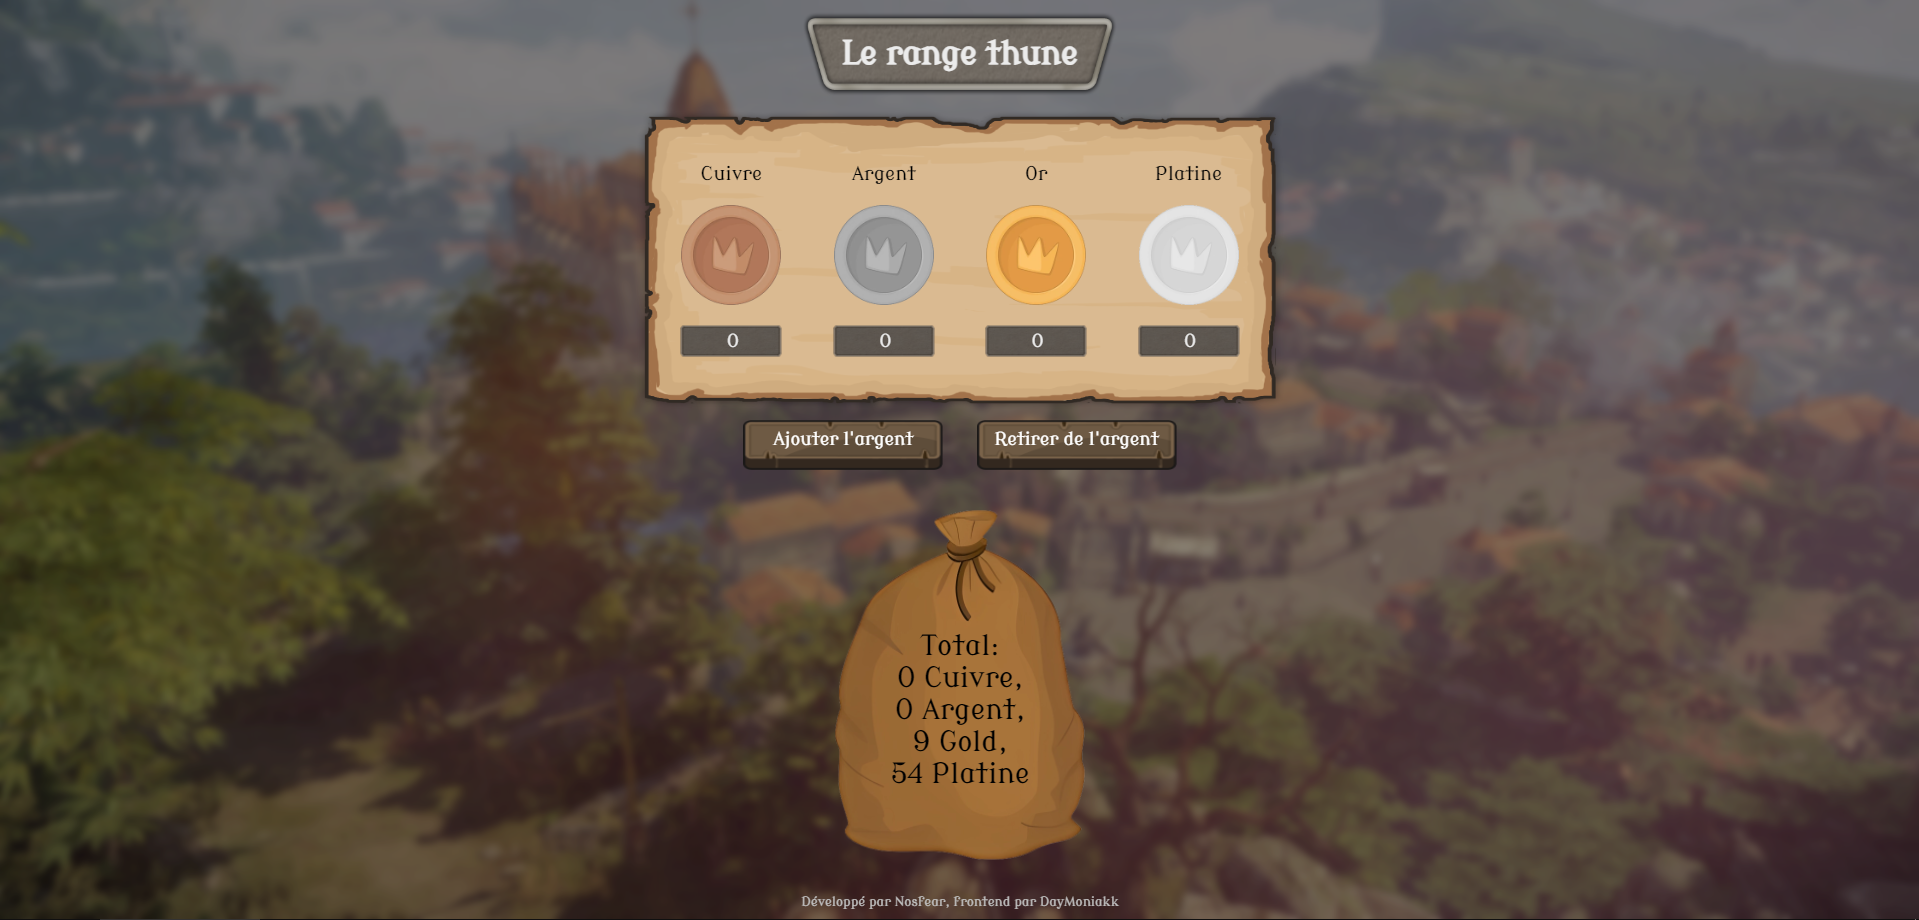 Le range thune
Cuivre Argent Or Platine
0 0 0 0
Ajouter l'argent Retirer de l'argent
Total:
0 Cuivre,
0 Argent,
9 Gold,
54 Platine
Développé par NosFear, Frontend par DayMoniakk